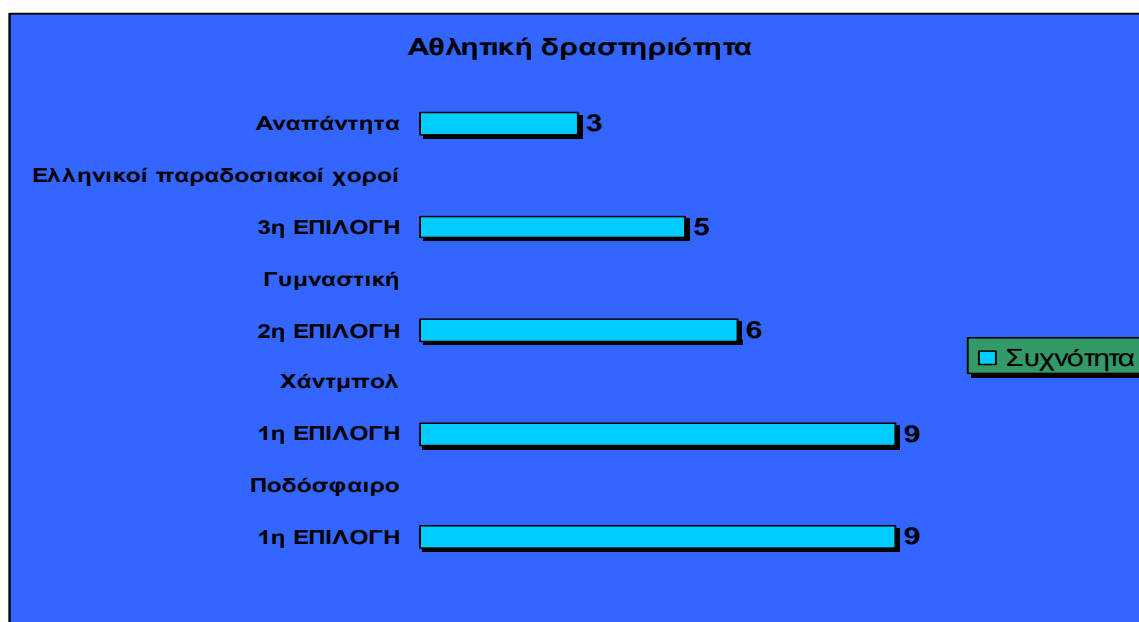 Αθλητική δραστηριότητα
Αναπάντητα 3
Ελληνικοί παραδοσιακοί χοροί
3η ΕΠΙΛΟΓΗ 5
Γυμναστική
2η ΕΠΙΛΟΓΗ 6
Συχνότητα
Χάντμπολ
1η ΕΠΙΛΟΓΗ 9
Ποδόσφαιρο
1η ΕΠΙΛΟΓΗ 9